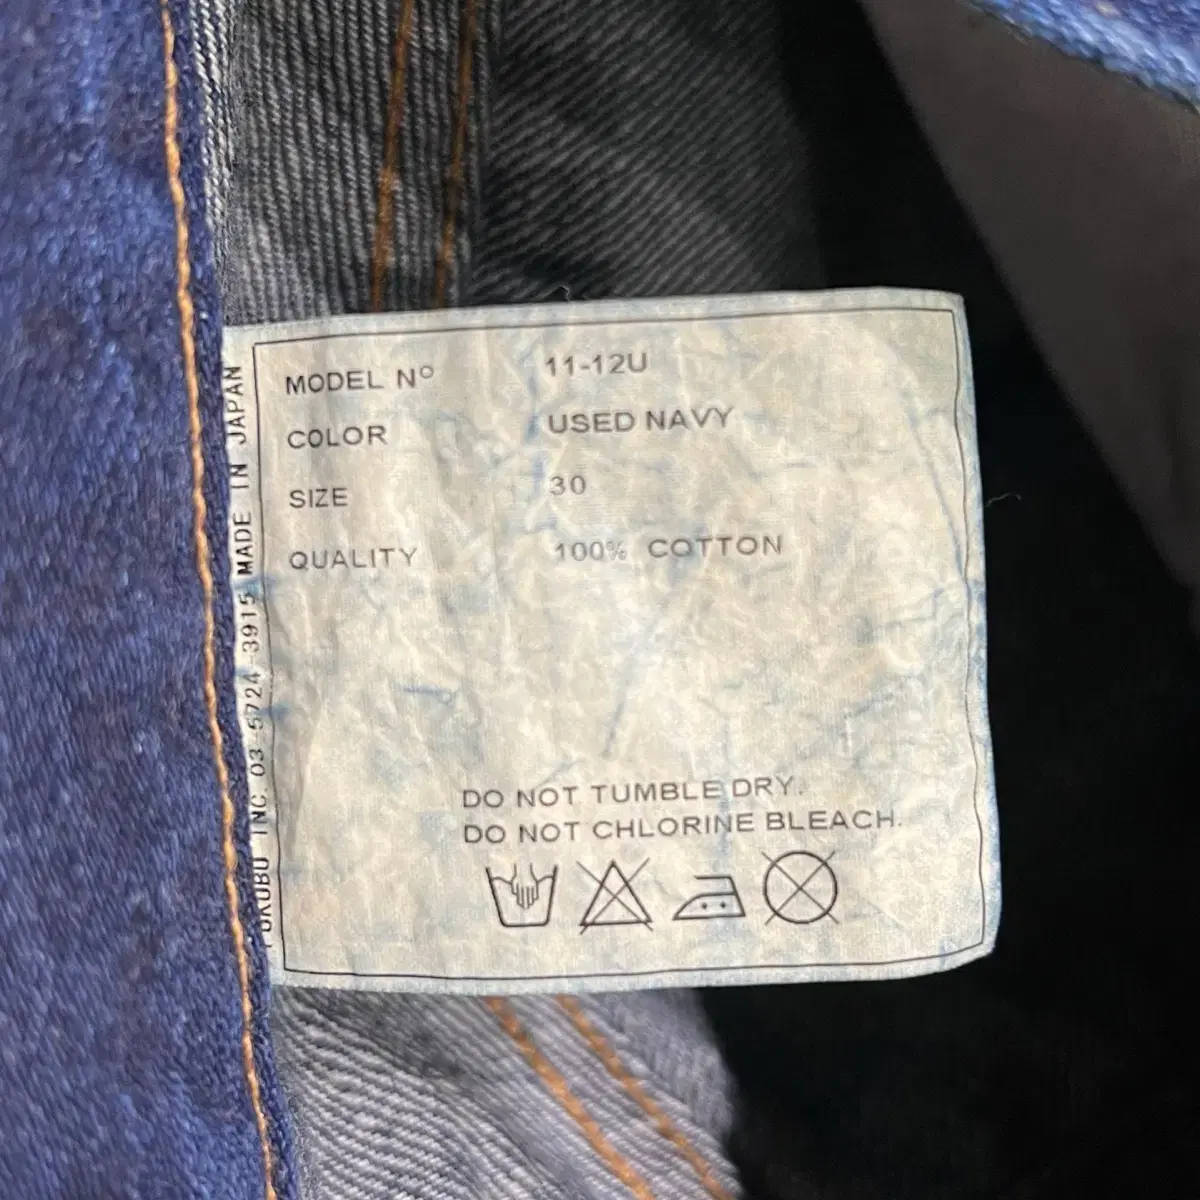 MODEL Nº 11-12U
COLOR USED NAVY
SIZE 30
QUALITY 100% COTTON
DO NOT TUMBLE DRY.
DO NOT CHLORINE BLEACH.
INC. 03-5724-3915 MADE IN JAPAN